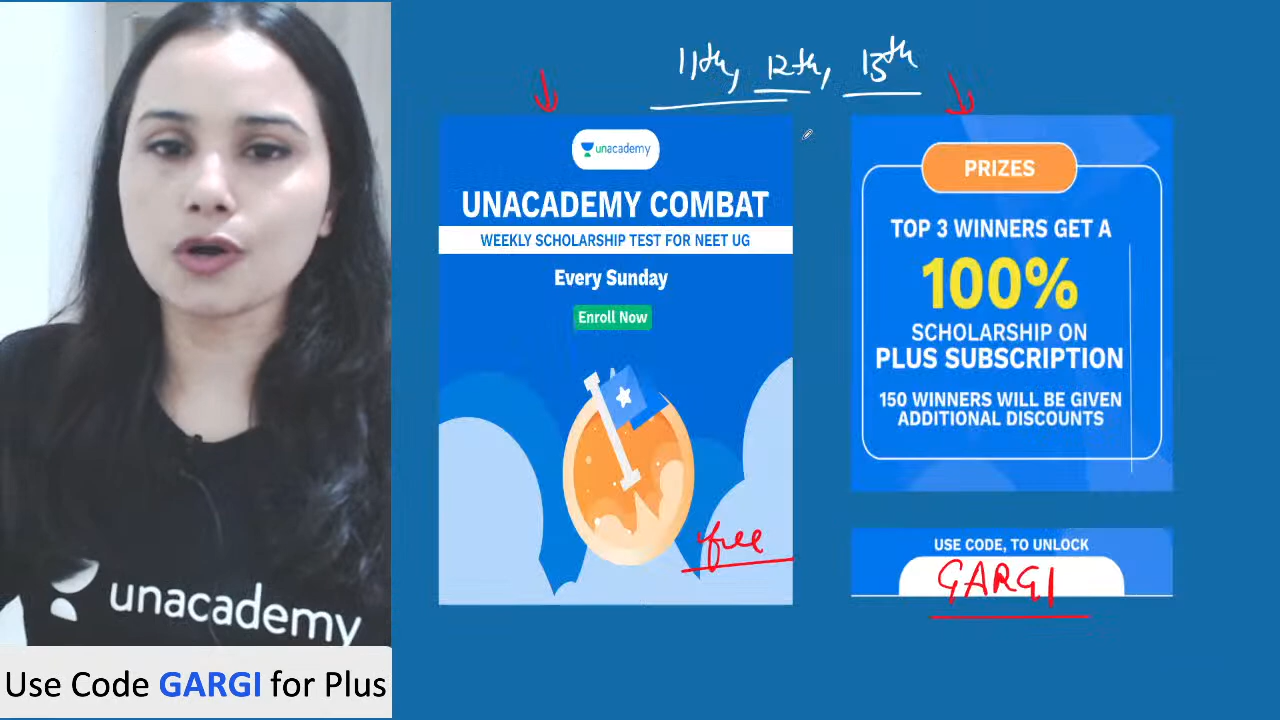 11th, 12th, 13th
unacademy
UNACADEMY COMBAT
WEEKLY SCHOLARSHIP TEST FOR NEET UG
Every Sunday
Enroll Now
free
PRIZES
TOP 3 WINNERS GET A
100%
SCHOLARSHIP ON
PLUS SUBSCRIPTION
150 WINNERS WILL BE GIVEN
ADDITIONAL DISCOUNTS
USE CODE, TO UNLOCK
GARGI
unacademy
Use Code GARGI for Plus